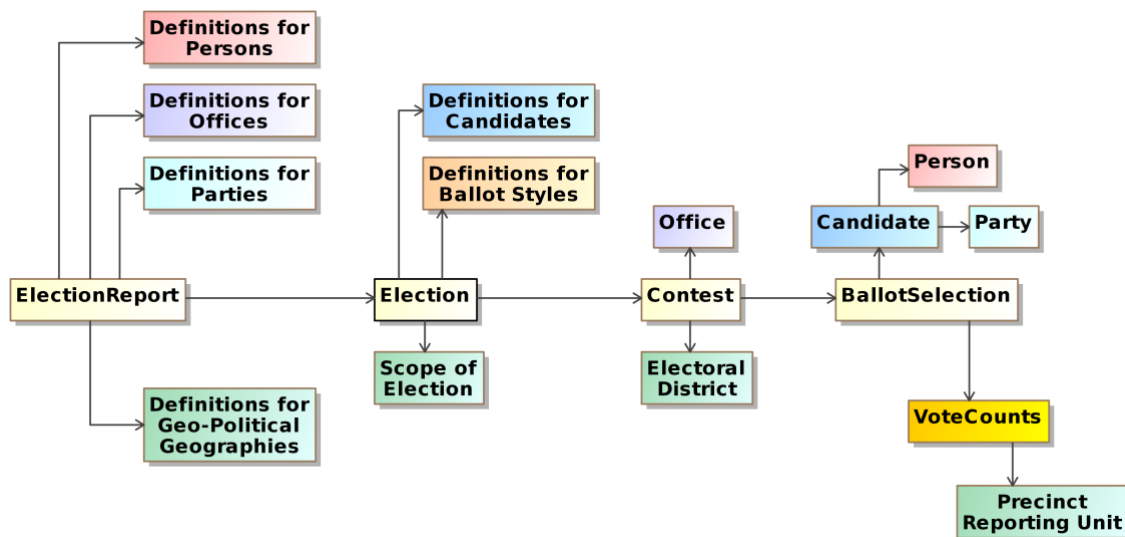 Definitions for
Persons
Definitions for
Offices
Definitions for
Parties
ElectionReport
Definitions for
Geo-Political
Geographies
Definitions for
Candidates
Definitions for
Ballot Styles
Election
Scope of
Election
Office
Contest
Electoral
District
Person
Candidate
Party
BallotSelection
VoteCounts
Precinct
Reporting Unit